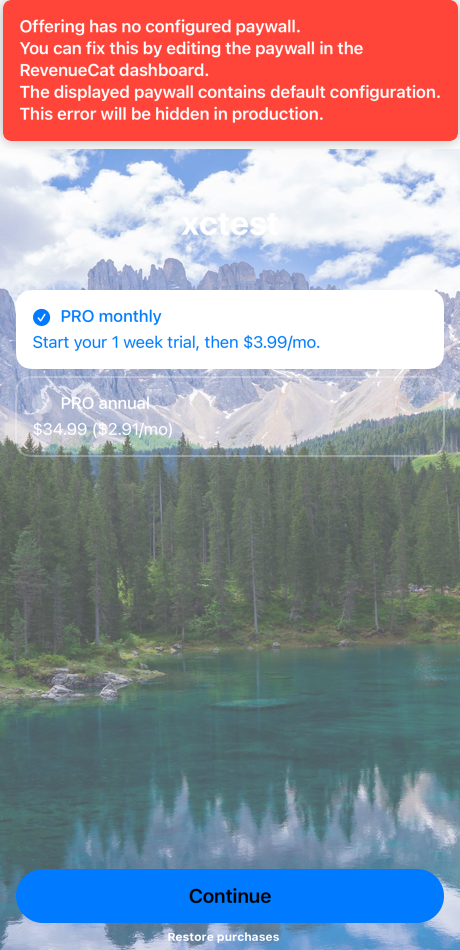 Offering has no configured paywall.
You can fix this by editing the paywall in the
RevenueCat dashboard.
The displayed paywall contains default configuration.
This error will be hidden in production.
xctest
PRO monthly
Start your 1 week trial, then $3.99/mo.
PRO annual
$34.99 ($2.91/mo)
Continue
Restore purchases